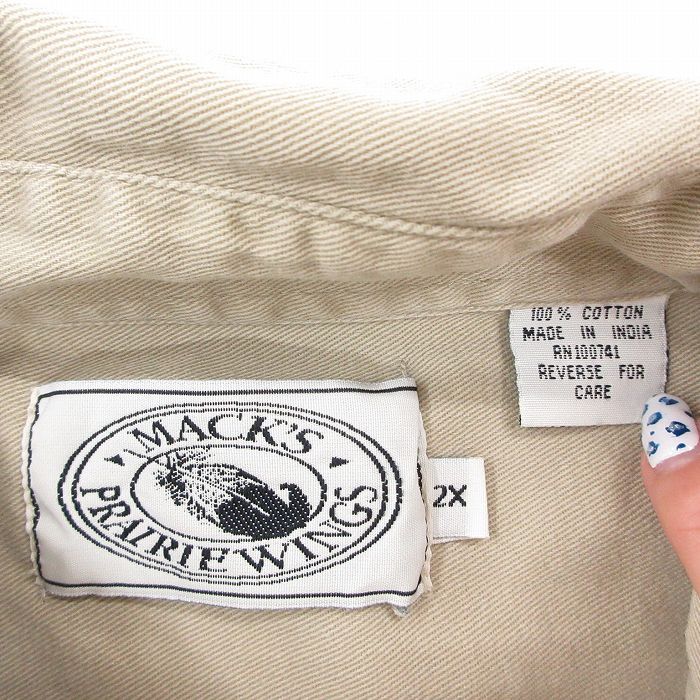 MACK'S
PRAIRIE WINGS
2X
100% COTTON
MADE IN INDIA
RN100741
REVERSE FOR
CARE